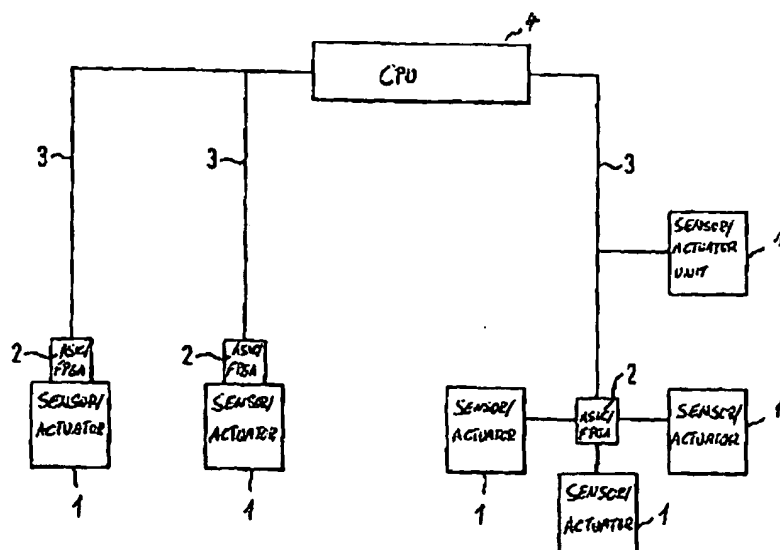 4
CPU
3
3
3
SENSOR/
ACTUATOR
UNIT
1
2
ASIC/
FPGA
SENSOR/
ACTUATOR
1
2
ASIC/
FPGA
SENSOR/
ACTUATOR
1
SENSOR/
ACTUATOR
1
2
ASIC/
FPGA
SENSOR/
ACTUATOR
1
SENSOR/
ACTUATOR
1